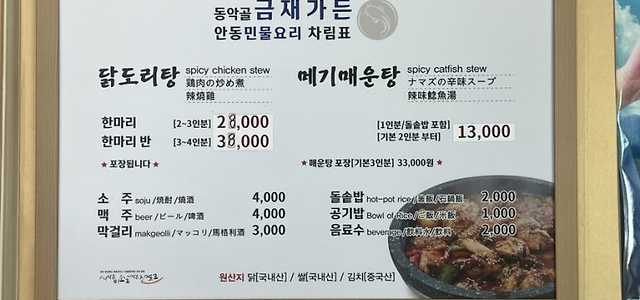 동악골 금재가든
안동민물요리 차림표
닭도리탕 spicy chicken stew
鶏肉の炒め煮
辣燒雞
한마리 [2~3인분] 28,000
한마리 반 [3~4인분] 38,000
★ 포장됩니다 ★
메기매운탕 spicy catfish stew
ナマズの辛味スープ
辣味鯰魚湯
[1인분/돌솥밥 포함]
[기본 2인분 부터] 13,000
★ 매운탕 포장[기본3인분] 33,000원 ★
소 주 soju/焼酎/燒酒 4,000
맥 주 beer/ビール/啤酒 4,000
막걸리 makgeolli/マッコリ/馬格利酒 3,000
돌솥밥 hot-pot rice/釜飯/石鍋飯 2,000
공기밥 Bowl of Rice/ご飯/米飯 1,000
음료수 beverage/飲料水/飲料 2,000
원산지 닭[국내산] / 쌀[국내산] / 김치[중국산]